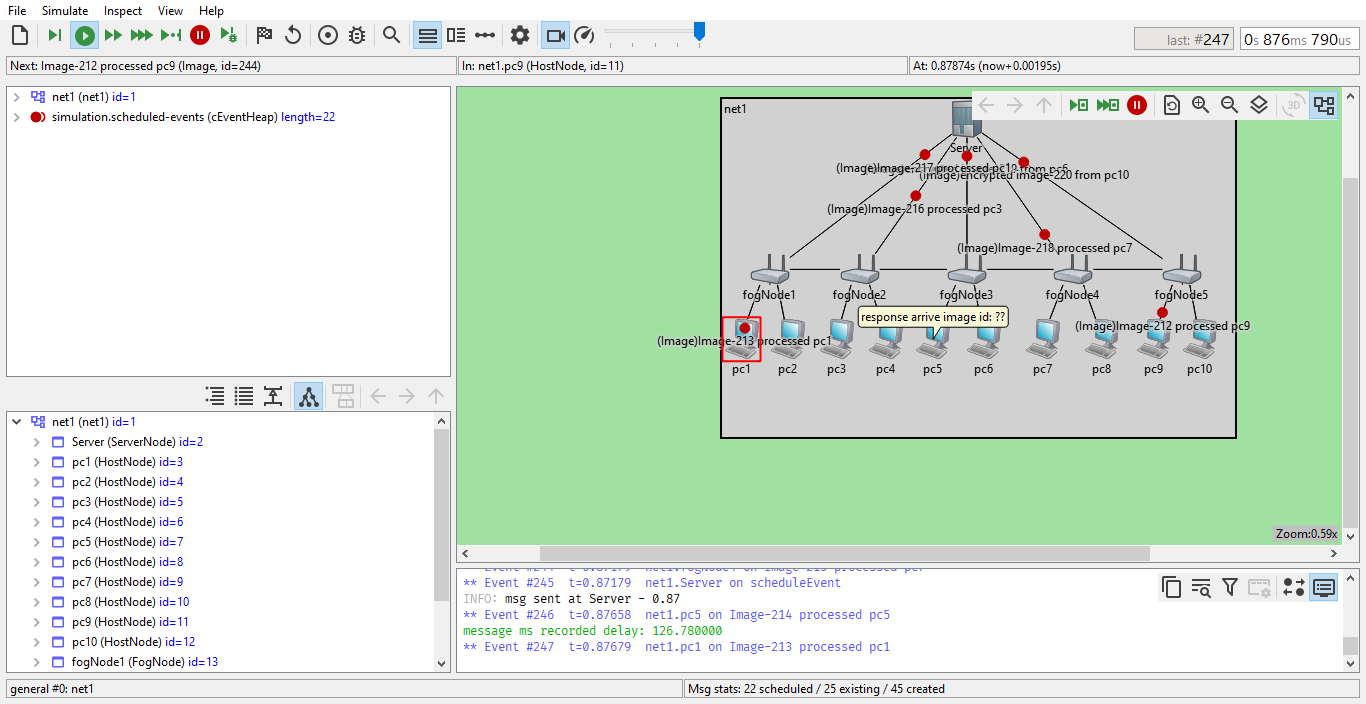 File Simulate Inspect View Help
last: #247 0s 876ms 790us
Next: Image-212 processed pc9 (Image, id=244) In: net1.pc9 (HostNode, id=11) At: 0.87874s (now+0.00195s)
net1 (net1) id=1
simulation.scheduled-events (cEventHeap) length=22
net1
3D
Server
(Image)Image-217 processed pc1
from pc6
(Image)encrypted image-220 from pc10
(Image)Image-216 processed pc3
(Image)Image-218 processed pc7
fogNode1 fogNode2 fogNode3 fogNode4 fogNode5
response arrive image id: ??
(Image)Image-212 processed pc9
(Image)Image-213 processed pc1
pc1 pc2 pc3 pc4 pc5 pc6 pc7 pc8 pc9 pc10
Zoom:0.59x
net1 (net1) id=1
Server (ServerNode) id=2
pc1 (HostNode) id=3
pc2 (HostNode) id=4
pc3 (HostNode) id=5
pc4 (HostNode) id=6
pc5 (HostNode) id=7
pc6 (HostNode) id=8
pc7 (HostNode) id=9
pc8 (HostNode) id=10
pc9 (HostNode) id=11
pc10 (HostNode) id=12
fogNode1 (FogNode) id=13
** Event #245 t=0.87179 net1.Server on scheduleEvent
INFO: msg sent at Server - 0.87
** Event #246 t=0.87658 net1.pc5 on Image-214 processed pc5
message ms recorded delay: 126.780000
** Event #247 t=0.87679 net1.pc1 on Image-213 processed pc1
general #0: net1 Msg stats: 22 scheduled / 25 existing / 45 created